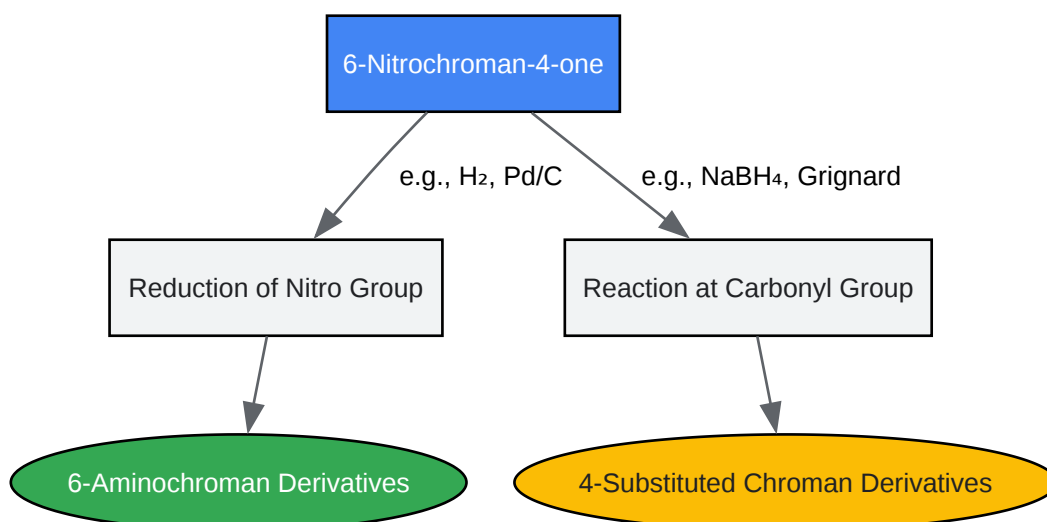 6-Nitrochroman-4-one
e.g., H₂, Pd/C
e.g., NaBH₄, Grignard
Reduction of Nitro Group
Reaction at Carbonyl Group
6-Aminochroman Derivatives
4-Substituted Chroman Derivatives